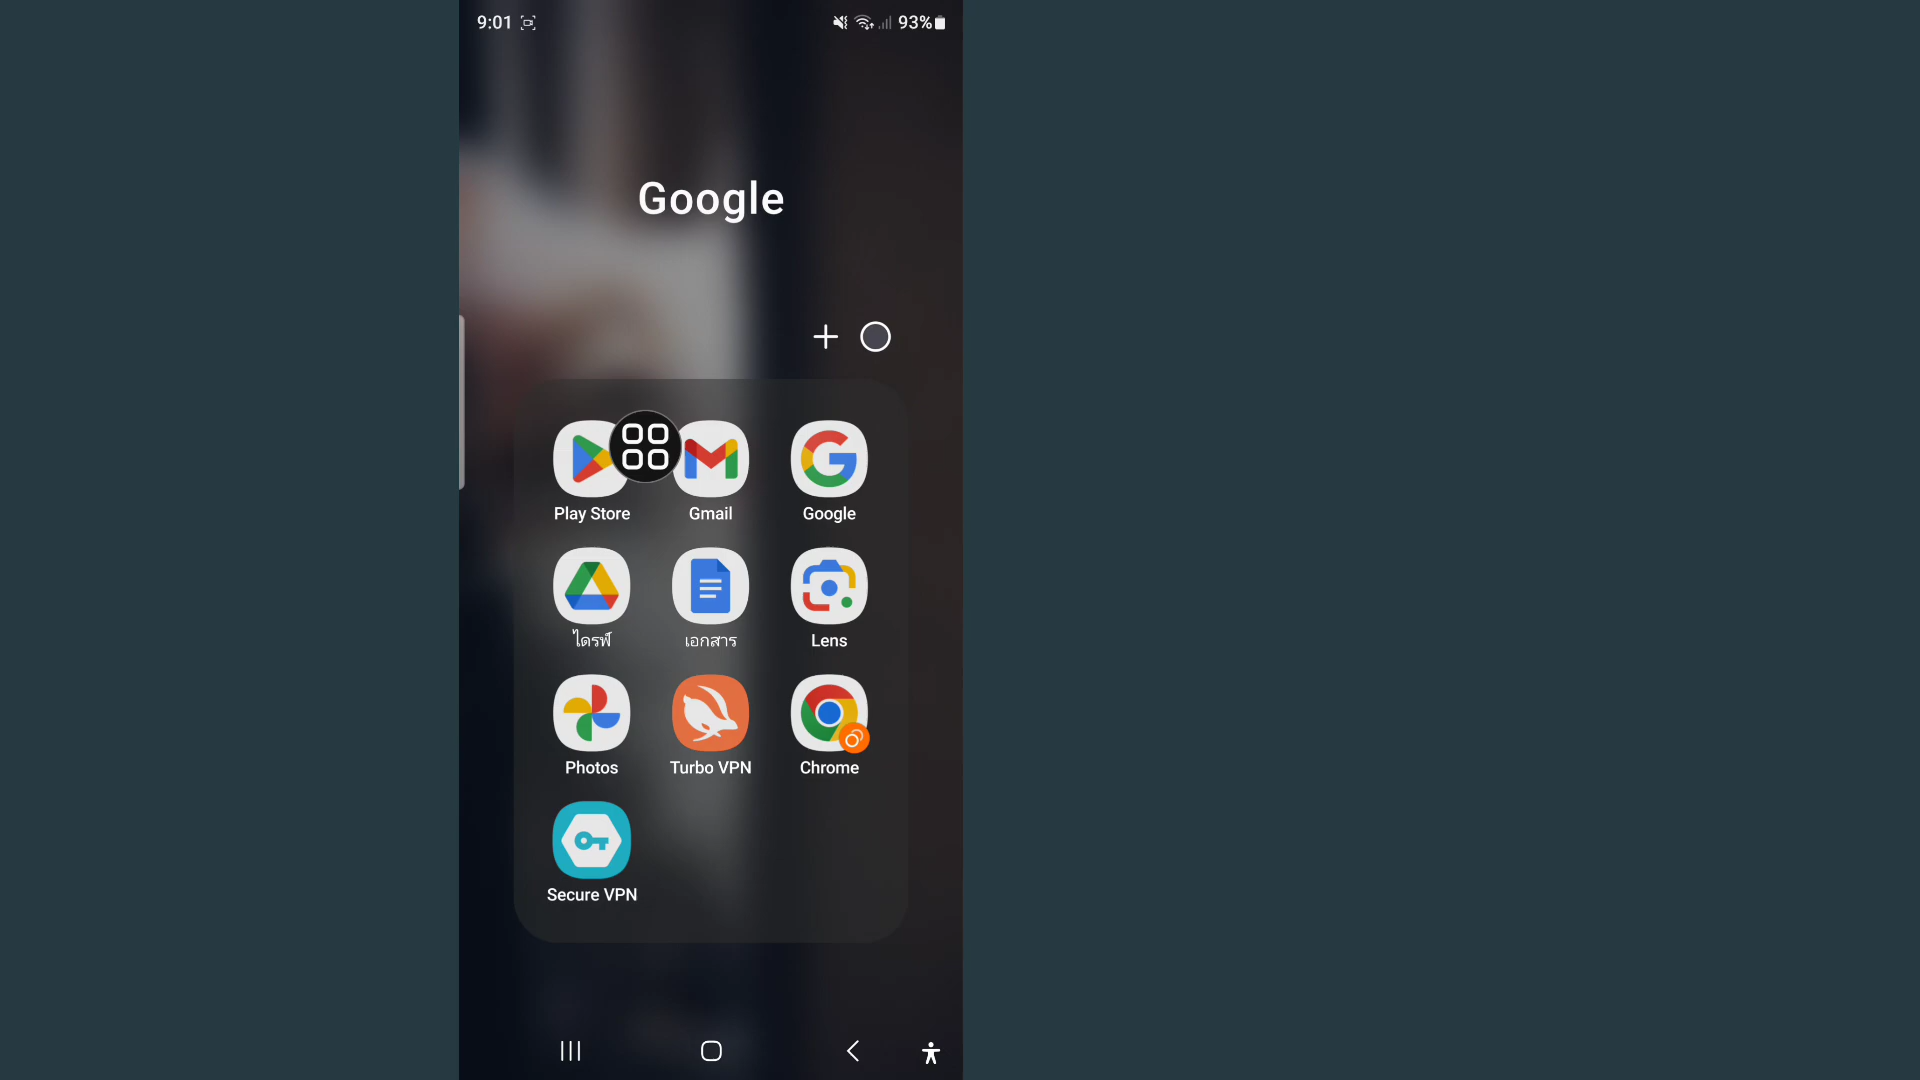 9:01
93%
Google
Play Store
Gmail
Google
ไดรฟ์
เอกสาร
Lens
Photos
Turbo VPN
Chrome
Secure VPN